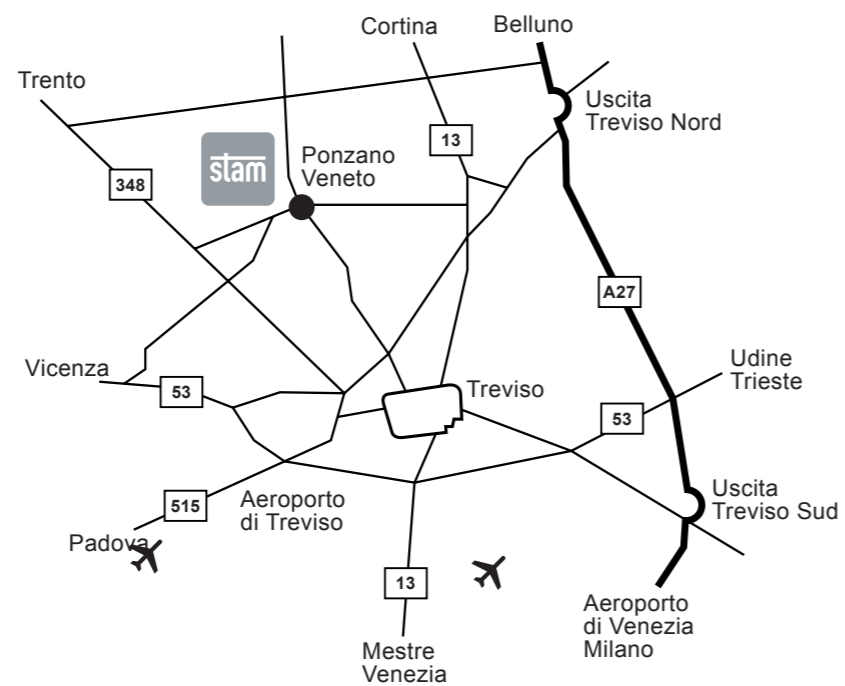 Cortina
Belluno
Trento
Uscita
Treviso Nord
13
stam
Ponzano
Veneto
348
A27
Vicenza
53
Treviso
Udine
Trieste
53
515
Aeroporto
di Treviso
Uscita
Treviso Sud
Padova
13
Aeroporto
di Venezia
Milano
Mestre
Venezia